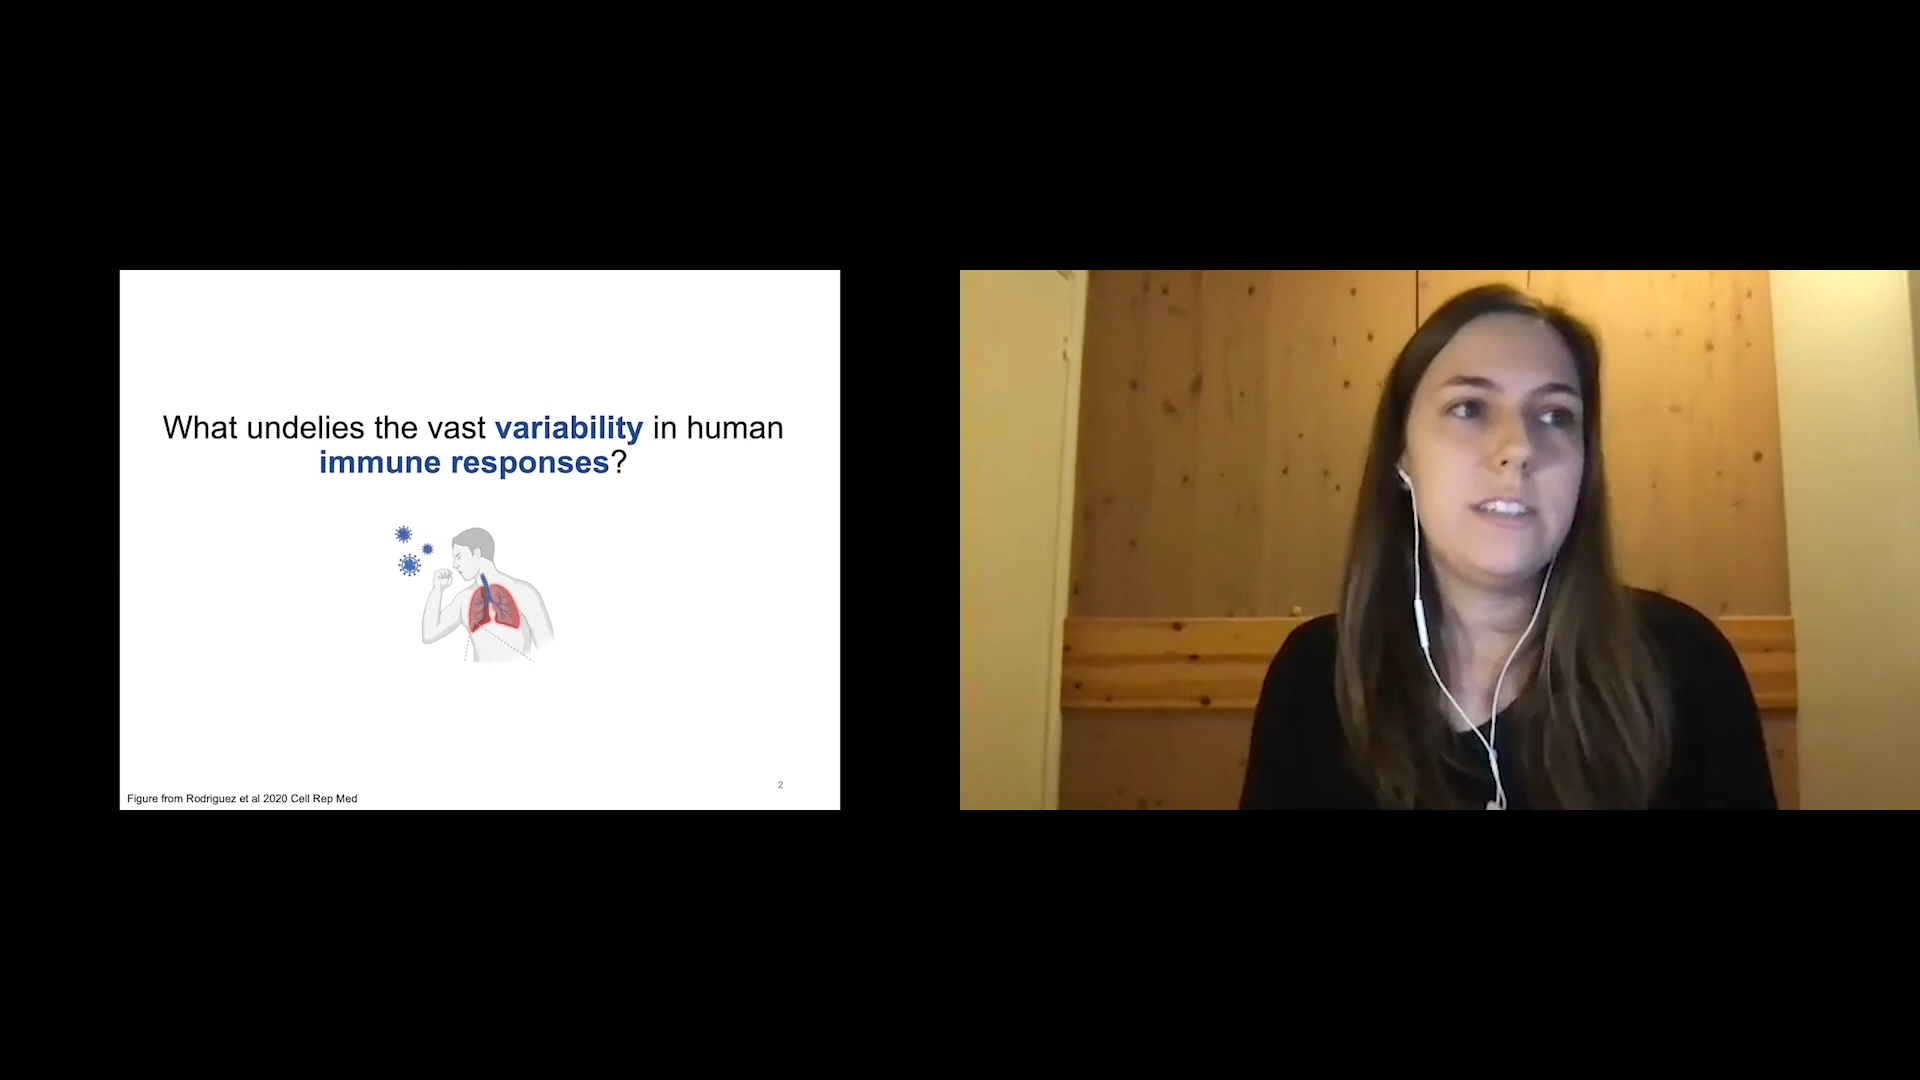 What undelies the vast variability in human
immune responses?
2
Figure from Rodriguez et al 2020 Cell Rep Med